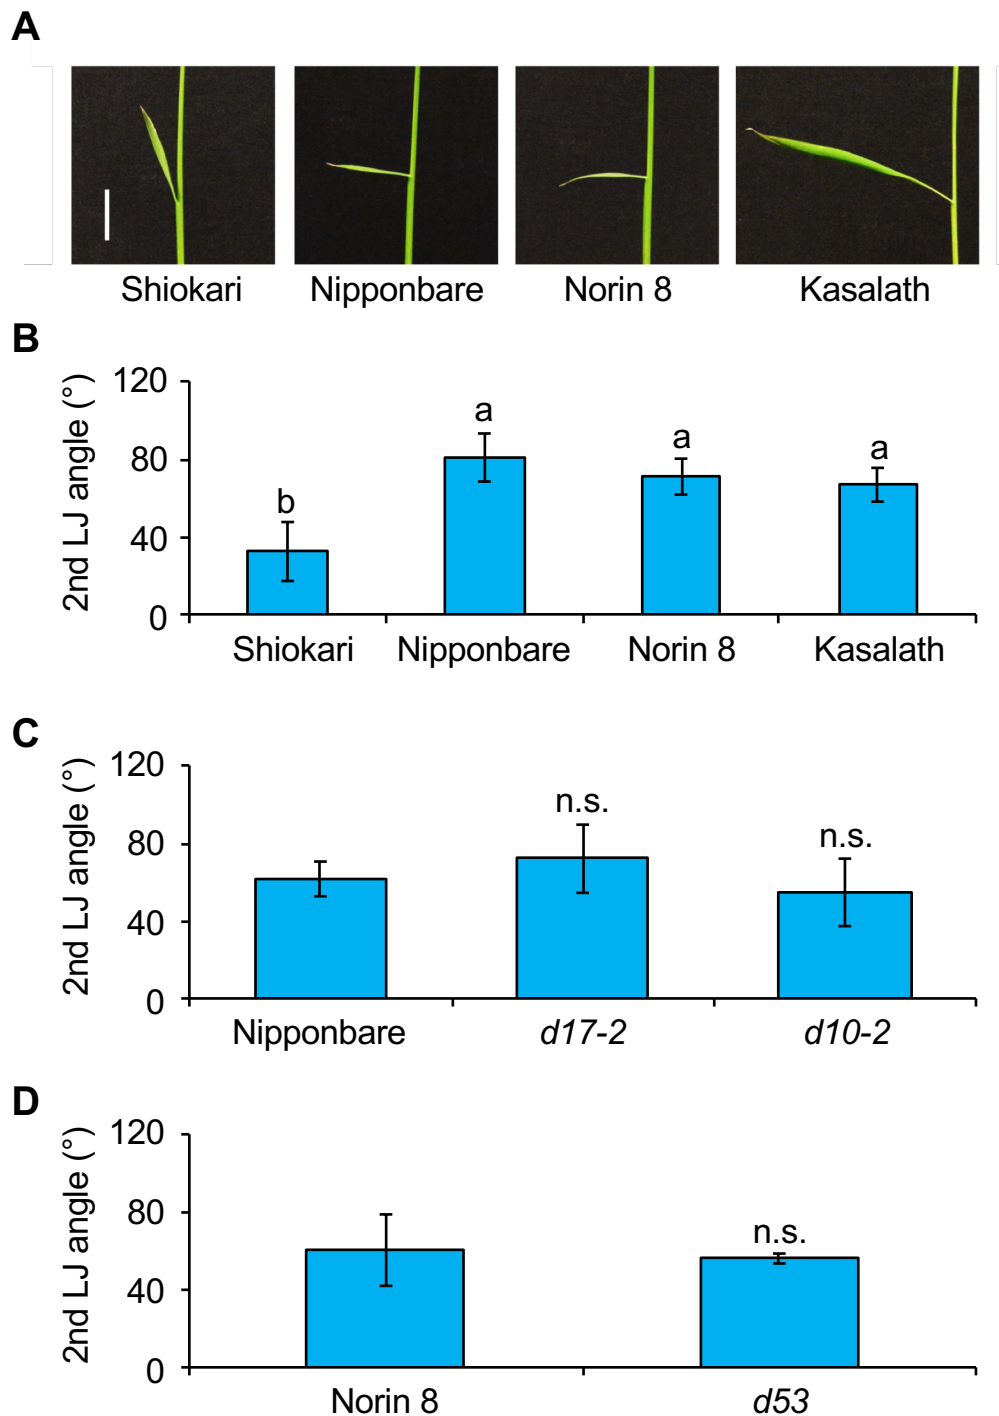 A
Shiokari Nipponbare Norin 8 Kasalath
B
2nd LJ angle (°)
120
80
40
0
b a a a
Shiokari Nipponbare Norin 8 Kasalath
C
2nd LJ angle (°)
120
80
40
0
n.s. n.s.
Nipponbare d17-2 d10-2
D
2nd LJ angle (°)
120
80
40
0
n.s.
Norin 8 d53